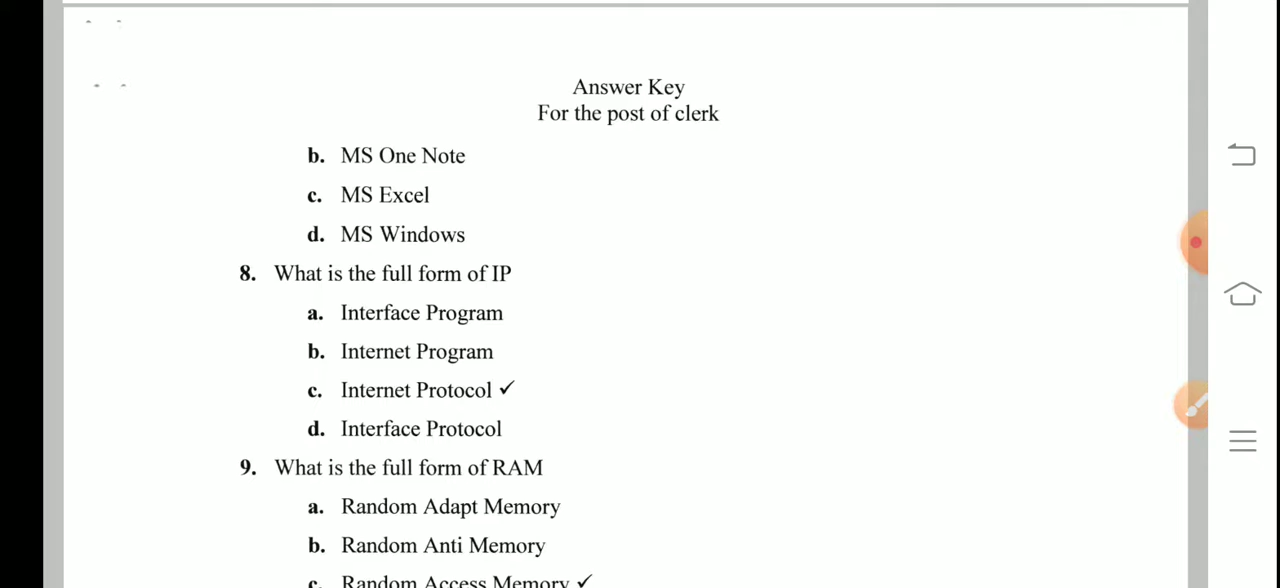 Answer Key
For the post of clerk
b. MS One Note
c. MS Excel
d. MS Windows
8. What is the full form of IP
a. Interface Program
b. Internet Program
c. Internet Protocol ✓
d. Interface Protocol
9. What is the full form of RAM
a. Random Adapt Memory
b. Random Anti Memory
c. Random Access Memory ✓